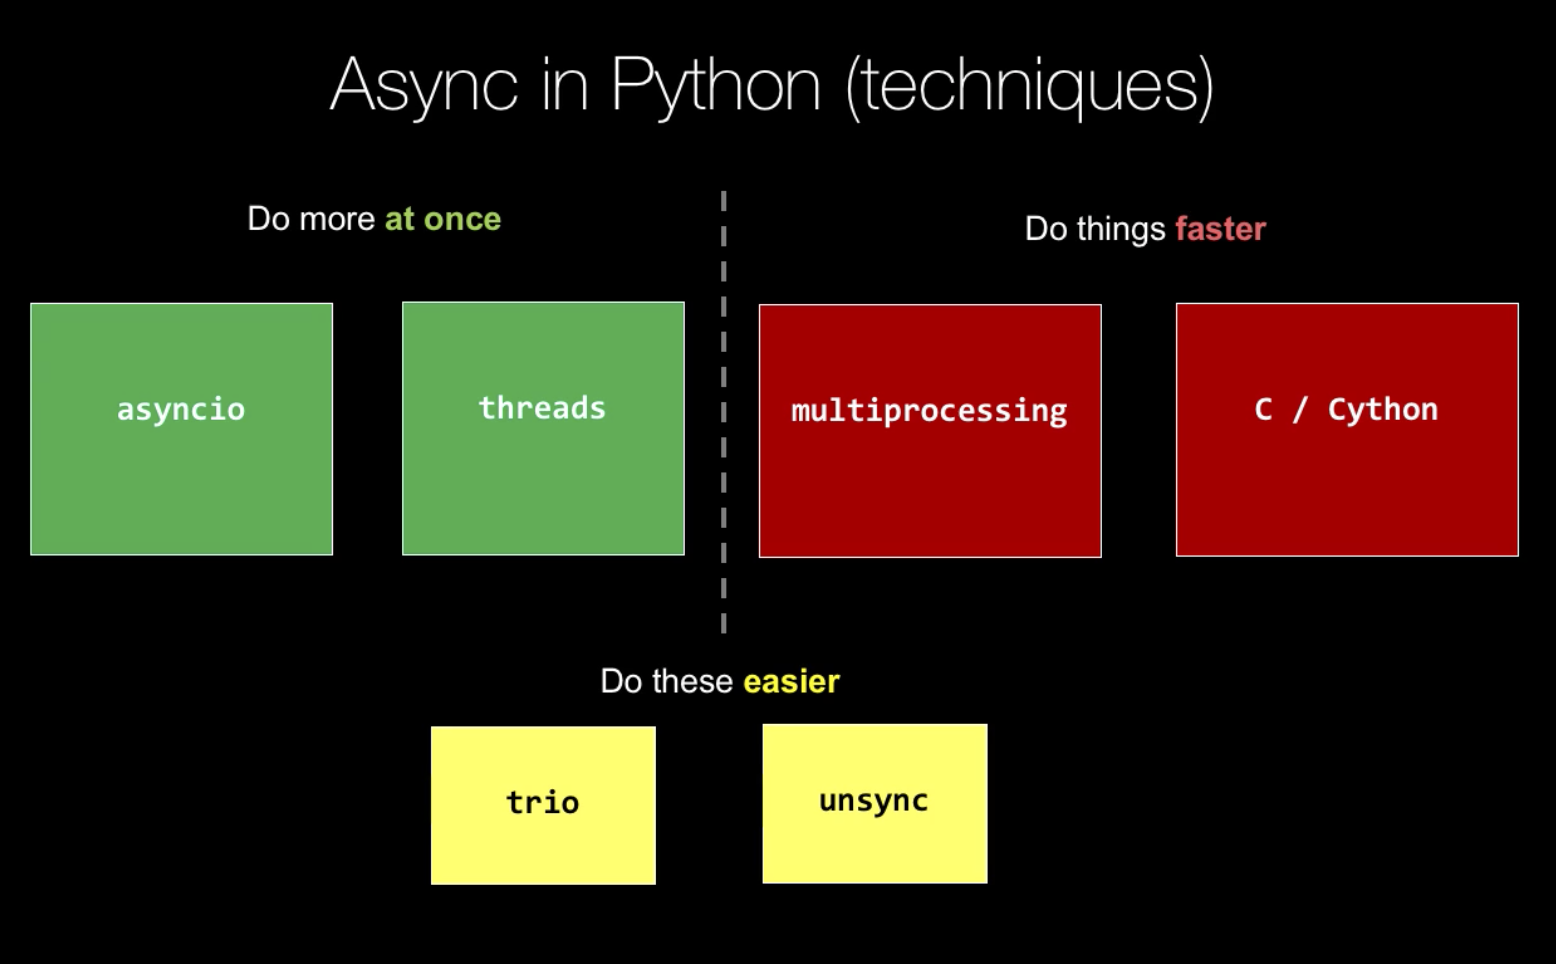 Async in Python (techniques)
Do more at once
Do things faster
asyncio
threads
multiprocessing
C / Cython
Do these easier
trio
unsync